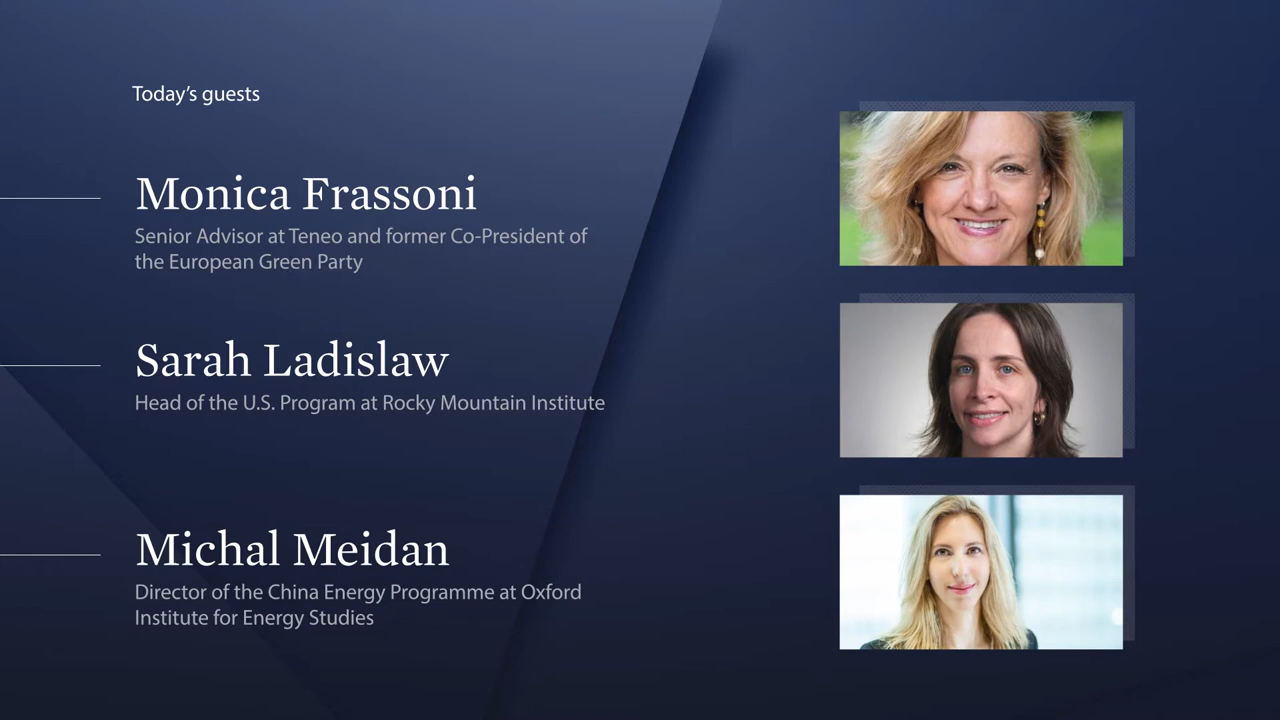 Today's guests
Monica Frassoni
Senior Advisor at Teneo and former Co-President of
the European Green Party
Sarah Ladislaw
Head of the U.S. Program at Rocky Mountain Institute
Michal Meidan
Director of the China Energy Programme at Oxford
Institute for Energy Studies